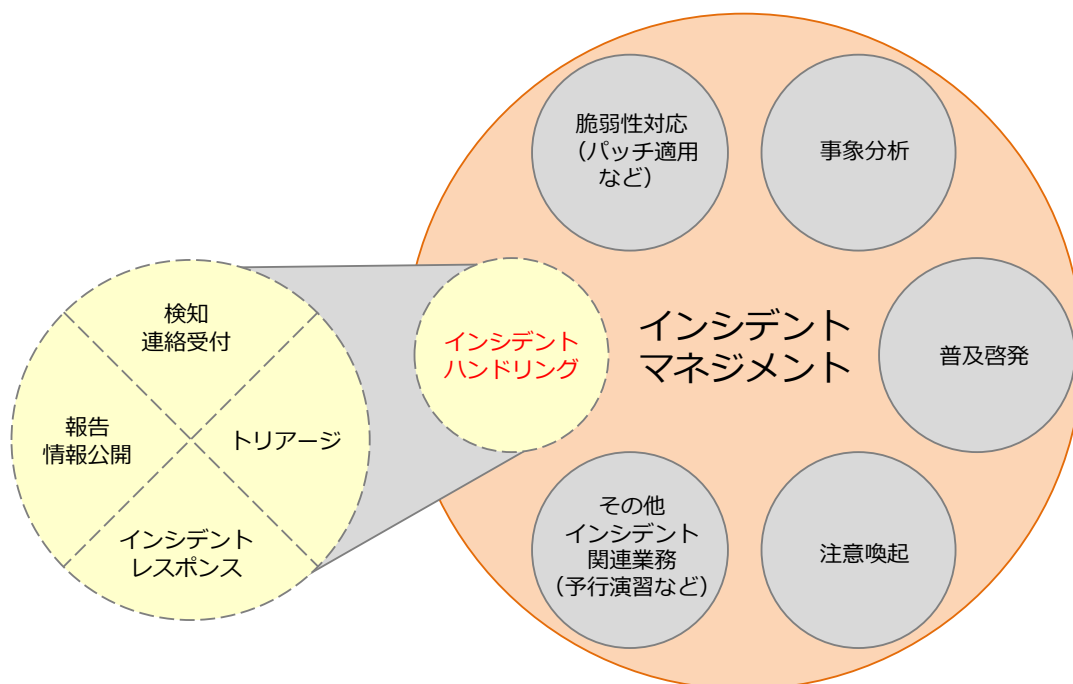 脆弱性対応
（パッチ適用
など）
事象分析
検知
連絡受付
インシデント
ハンドリング
インシデント
マネジメント
普及啓発
報告
情報公開
トリアージ
インシデント
レスポンス
その他
インシデント
関連業務
（予行演習など）
注意喚起